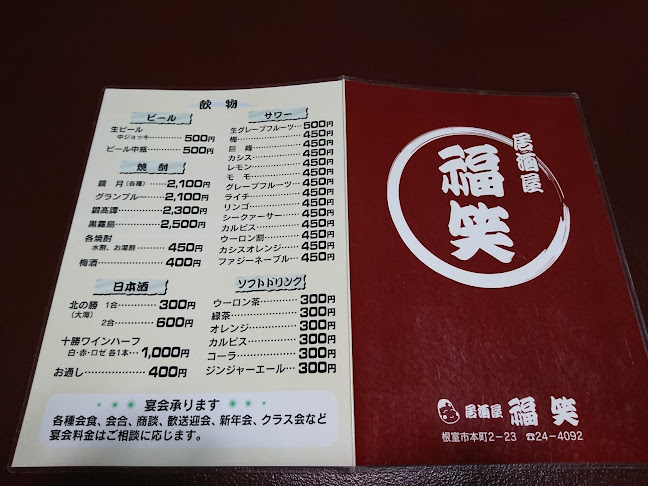 飲物
ビール
生ビール
中ジョッキ…………500円
ビール中瓶…………500円
焼酎
鏡 月(各種)……2,100円
グランブルー……2,100円
鍛高譚……2,300円
黒霧島……2,500円
各焼酎
水割、お湯割……450円
梅酒……400円
日本酒
北の勝 1合……300円
(大海)
2合……600円
十勝ワインハーフ
白・赤・ロゼ 各1本…1,000円
お通し……400円
サワー
生グレープフルーツ…500円
梅……450円
巨峰……450円
カシス……450円
レモン……450円
モモ……450円
グレープフルーツ…450円
ライチ……450円
リンゴ……450円
シークァーサー…450円
カルピス……450円
ウーロン割……450円
カシスオレンジ…450円
ファジーネーブル…450円
ソフトドリンク
ウーロン茶……300円
緑茶……300円
オレンジ……300円
カルピス……300円
コーラ……300円
ジンジャーエール…300円
宴会承ります
各種会食、会合、商談、歓送迎会、新年会、クラス会など
宴会料金はご相談に応じます。
居酒屋
福笑
居酒屋 福笑
根室市本町2-23 ☎24-4092